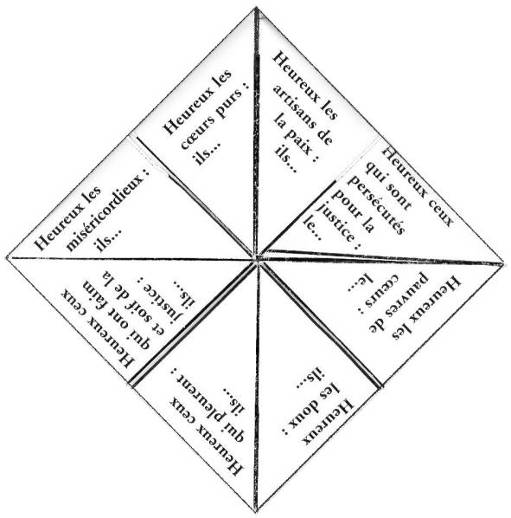 Heureux les
cœurs purs :
ils...
Heureux les
artisans de
la paix :
ils...
Heureux ceux
qui sont
persécutés
pour la
justice :
le...
Heureux les
pauvres de
cœurs :
le...
Heureux
les doux :
ils...
Heureux ceux
qui pleurent :
ils...
Heureux ceux
qui ont faim
et soif de la
justice :
ils...
Heureux les
miséricordieux :
ils...